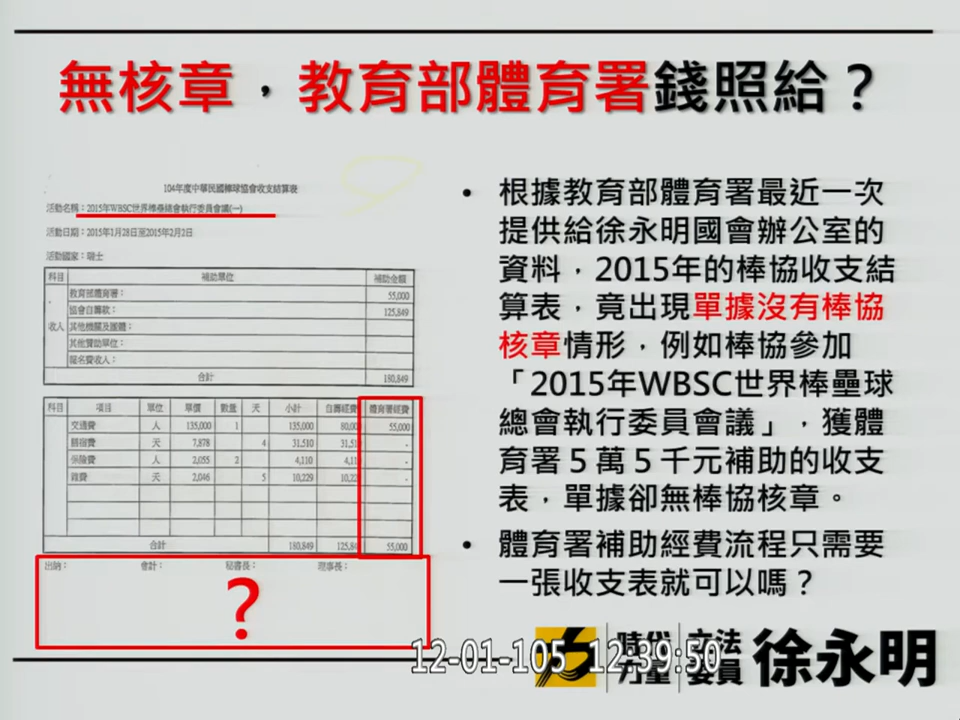 無核章，教育部體育署錢照給？
104年度中華民國棒球協會收支結算表
活動名稱：2015年WBSC世界棒壘總會執行委員會議(一)
活動日期：2015年1月28日至2015年2月2日
活動國家：瑞士
科目 補助單位 補助金額
收入
教育部體育署： 55,000
協會自籌款： 125,849
其他機關及團體：
其他贊助單位：
報名費收入：
合計 180,849
科目 項目 單位 單價 數量 天 小計 自籌經費 體育署經費
交通費 人 135,000 1 135,000 80,00 55,000
膳宿費 天 7,878 4 31,510 31,51 -
保險費 人 2,055 2 4,110 4,11 -
雜費 天 2,046 5 10,229 10,22 -
合計 180,849 125,84 55,000
出納： 會計： 秘書長： 理事長：
？
• 根據教育部體育署最近一次
提供給徐永明國會辦公室的
資料，2015年的棒協收支結
算表，竟出現單據沒有棒協
核章情形，例如棒協參加
「2015年WBSC世界棒壘球
總會執行委員會議」，獲體
育署５萬５千元補助的收支
表，單據卻無棒協核章。
• 體育署補助經費流程只需要
一張收支表就可以嗎？
時代力量 立法委員 徐永明
12-01-105 12:39:50